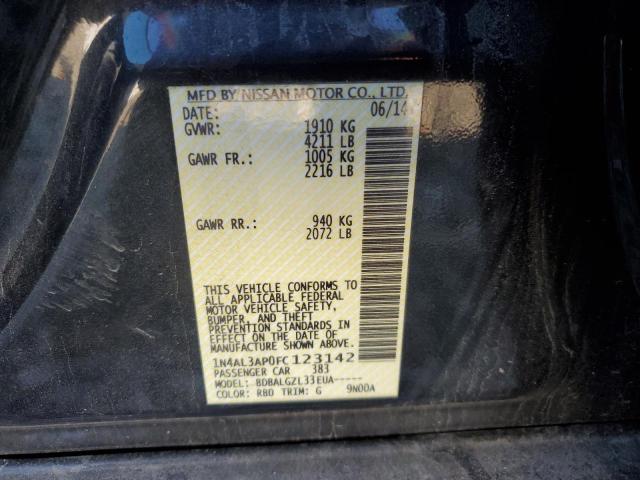 MFD BY NISSAN MOTOR CO., LTD.
DATE: 06/14
GVWR: 1910 KG
4211 LB
GAWR FR.: 1005 KG
2216 LB
GAWR RR.: 940 KG
2072 LB
THIS VEHICLE CONFORMS TO
ALL APPLICABLE FEDERAL
MOTOR VEHICLE SAFETY,
BUMPER, AND THEFT
PREVENTION STANDARDS IN
EFFECT ON THE DATE OF
MANUFACTURE SHOWN ABOVE.
1N4AL3AP0FC123142
PASSENGER CAR 383
MODEL: BDBALGZL33EUA-----
COLOR: RBD TRIM: G 9N00A